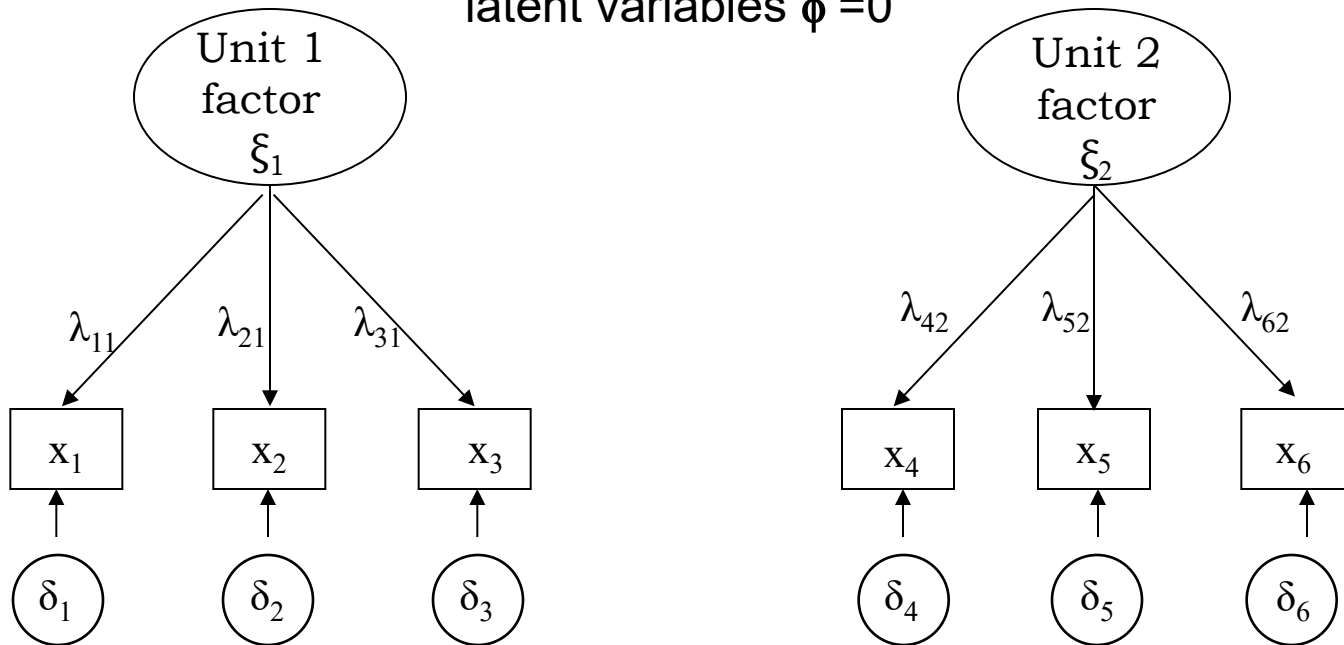 latent variables ϕ =0
Unit 1
factor
ξ₁
Unit 2
factor
ξ₂
λ₁₁
λ₂₁
λ₃₁
λ₄₂
λ₅₂
λ₆₂
x₁
x₂
x₃
x₄
x₅
x₆
δ₁
δ₂
δ₃
δ₄
δ₅
δ₆